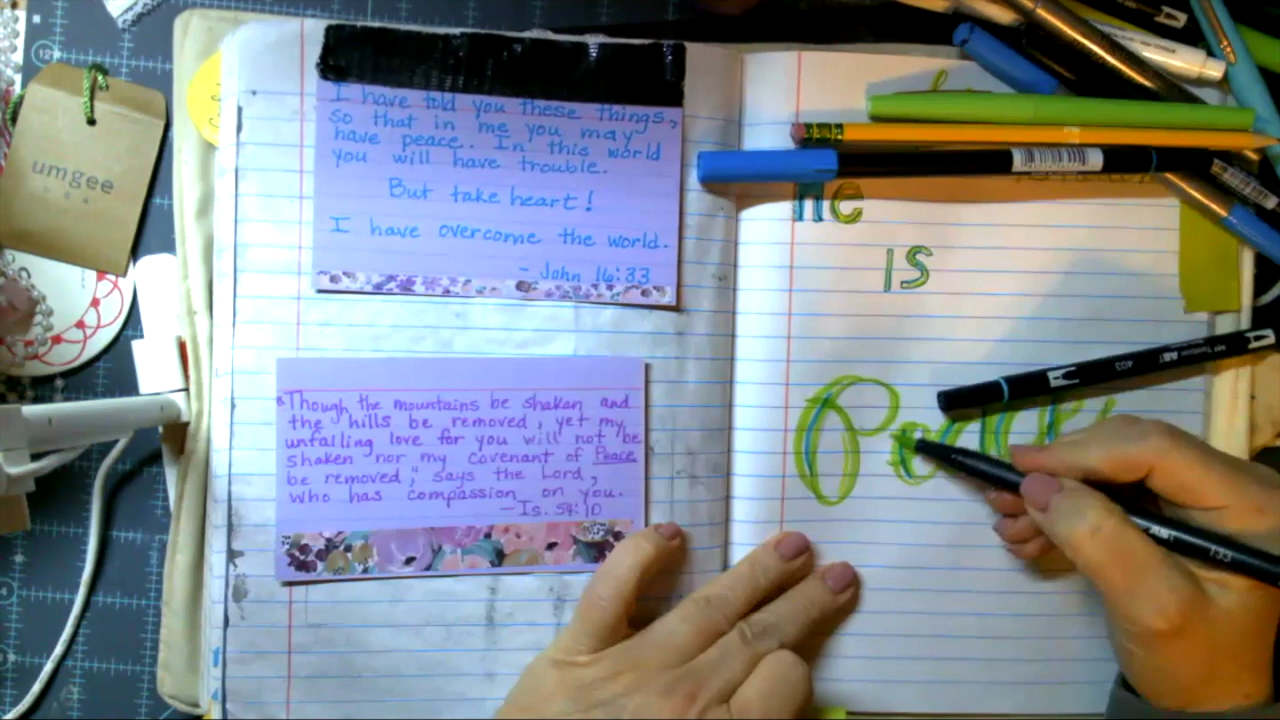 umgee
I have told you these things,
so that in me you may
have peace. In this world
you will have trouble.
But take heart!
I have overcome the world.
- John 16:33
"Though the mountains be shaken and
the hills be removed, yet my
unfailing love for you will not be
shaken nor my covenant of Peace
be removed," says the Lord,
who has compassion on you.
-Is. 54:10
He
is